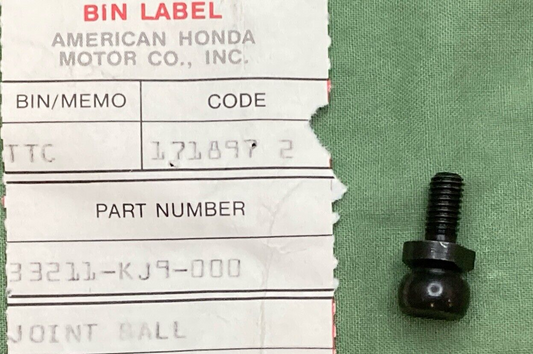 BIN LABEL
AMERICAN HONDA
MOTOR CO., INC.
BIN/MEMO CODE
TTC 171897 2
PART NUMBER
33211-KJ9-000
JOINT BALL